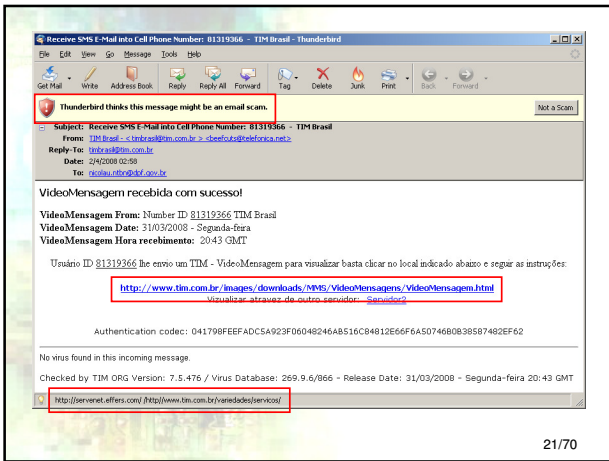 Receive SMS E-Mail into Cell Phone Number: 81319366 - TIM Brasil - Thunderbird
File Edit View Go Message Tools Help
Get Mail Write Address Book Reply Reply All Forward Tag Delete Junk Print Back Forward
Thunderbird thinks this message might be an email scam. Not a Scam
Subject: Receive SMS E-Mail into Cell Phone Number: 81319366 - TIM Brasil
From: TIM Brasil - < timbrasil@tim.com.br > <beefcuts@telefonica.net>
Reply-To: timbrasil@tim.com.br
Date: 2/4/2008 02:58
To: nicolau.ntbn@dpf.gov.br
VideoMensagem recebida com sucesso!
VideoMensagem From: Number ID 81319366 TIM Brasil
VideoMensagem Date: 31/03/2008 - Segunda-feira
VideoMensagem Hora recebimento: 20:43 GMT
Usuário ID 81319366 lhe envio um TIM - VideoMensagem para visualizar basta clicar no local indicado abaixo e seguir as instruções:
http://www.tim.com.br/images/downloads/MMS/VideoMensagens/VideoMensagem.html
Vizualizar atravez de outro servidor: Servidor2
Authentication codec: 041798FEEFADC5A923F06048246AB516C84812E66F6A50746B0B38587482EF62
No virus found in this incoming message.
Checked by TIM ORG Version: 7.5.476 / Virus Database: 269.9.6/866 - Release Date: 31/03/2008 - Segunda-feira 20:43 GMT
http://servenet.effers.com/ /http//www.tim.com.br/variedades/servicos/
21/70